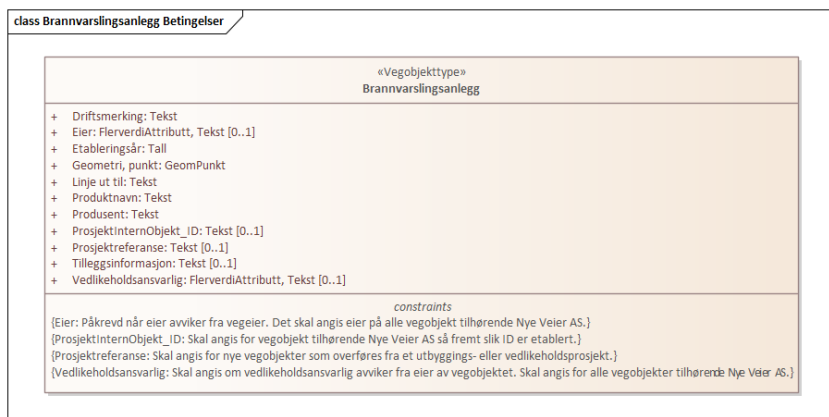 class Brannvarslingsanlegg Betingelser
«Vegobjekttype»
Brannvarslingsanlegg
+ Driftsmerking: Tekst
+ Eier: FlerverdiAttributt, Tekst [0..1]
+ Etableringsår: Tall
+ Geometri, punkt: GeomPunkt
+ Linje ut til: Tekst
+ Produktnavn: Tekst
+ Produsent: Tekst
+ ProsjektInternObjekt_ID: Tekst [0..1]
+ Prosjektreferanse: Tekst [0..1]
+ Tilleggsinformasjon: Tekst [0..1]
+ Vedlikeholdsansvarlig: FlerverdiAttributt, Tekst [0..1]
constraints
{Eier: Påkrevd når eier avviker fra vegeier. Det skal angis eier på alle vegobjekt tilhørende Nye Veier AS.}
{ProsjektInternObjekt_ID: Skal angis for vegobjekt tilhørende Nye Veier AS så fremt slik ID er etablert.}
{Prosjektreferanse: Skal angis for nye vegobjekter som overføres fra et utbyggings- eller vedlikeholdsprosjekt.}
{Vedlikeholdsansvarlig: Skal angis om vedlikeholdsansvarlig avviker fra eier av vegobjektet. Skal angis for alle vegobjekter tilhørende Nye Veier AS.}